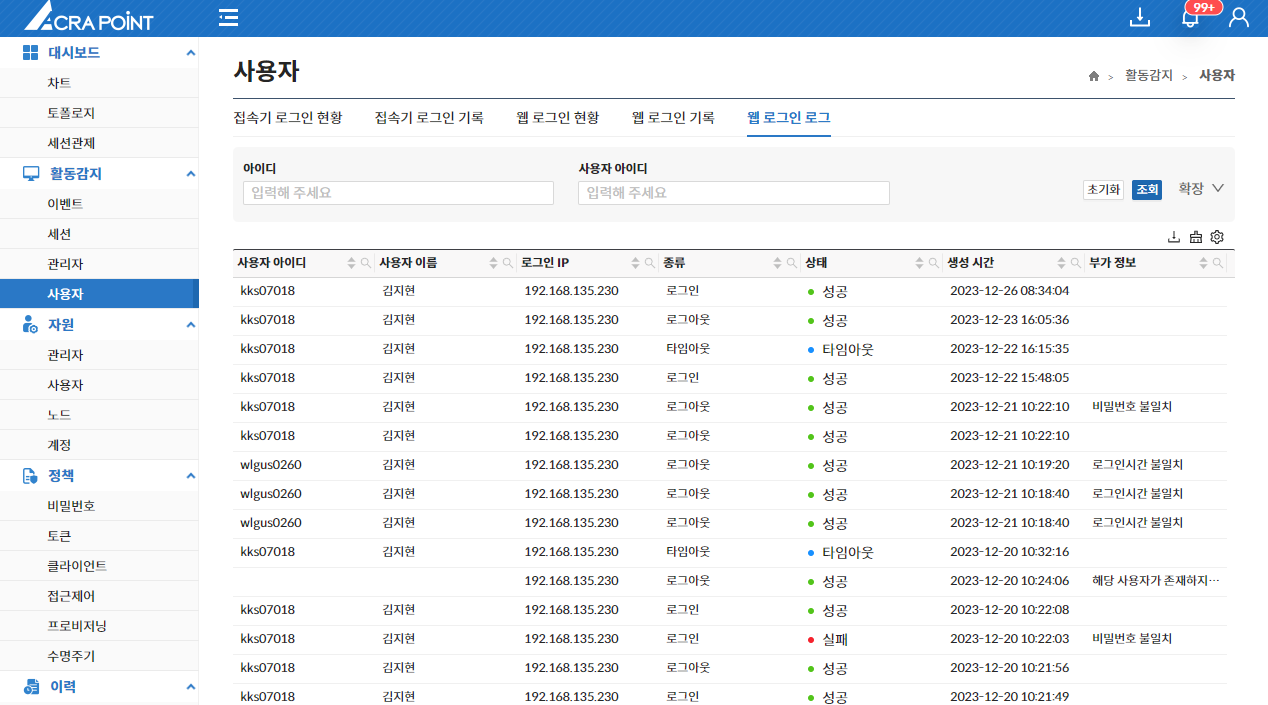 ACRA POINT
99+
대시보드
차트
토폴로지
세션관제
활동감지
이벤트
세션
관리자
사용자
자원
관리자
사용자
노드
계정
정책
비밀번호
토큰
클라이언트
접근제어
프로비저닝
수명주기
이력
사용자
> 활동감지 > 사용자
접속기 로그인 현황 접속기 로그인 기록 웹 로그인 현황 웹 로그인 기록 웹 로그인 로그
아이디 사용자 아이디
입력해 주세요 입력해 주세요 초기화 조회 확장
사용자 아이디 사용자 이름 로그인 IP 종류 상태 생성 시간 부가 정보
kks07018 김지현 192.168.135.230 로그인 성공 2023-12-26 08:34:04
kks07018 김지현 192.168.135.230 로그아웃 성공 2023-12-23 16:05:36
kks07018 김지현 192.168.135.230 타임아웃 타임아웃 2023-12-22 16:15:35
kks07018 김지현 192.168.135.230 로그인 성공 2023-12-22 15:48:05
kks07018 김지현 192.168.135.230 로그아웃 성공 2023-12-21 10:22:10 비밀번호 불일치
kks07018 김지현 192.168.135.230 로그아웃 성공 2023-12-21 10:22:10
wlgus0260 김지현 192.168.135.230 로그아웃 성공 2023-12-21 10:19:20 로그인시간 불일치
wlgus0260 김지현 192.168.135.230 로그아웃 성공 2023-12-21 10:18:40 로그인시간 불일치
wlgus0260 김지현 192.168.135.230 로그아웃 성공 2023-12-21 10:18:40 로그인시간 불일치
kks07018 김지현 192.168.135.230 타임아웃 타임아웃 2023-12-20 10:32:16
192.168.135.230 로그아웃 성공 2023-12-20 10:24:06 해당 사용자가 존재하지…
kks07018 김지현 192.168.135.230 로그인 성공 2023-12-20 10:22:08
kks07018 김지현 192.168.135.230 로그인 실패 2023-12-20 10:22:03 비밀번호 불일치
kks07018 김지현 192.168.135.230 로그아웃 성공 2023-12-20 10:21:56
kks07018 김지현 192.168.135.230 로그인 성공 2023-12-20 10:21:49